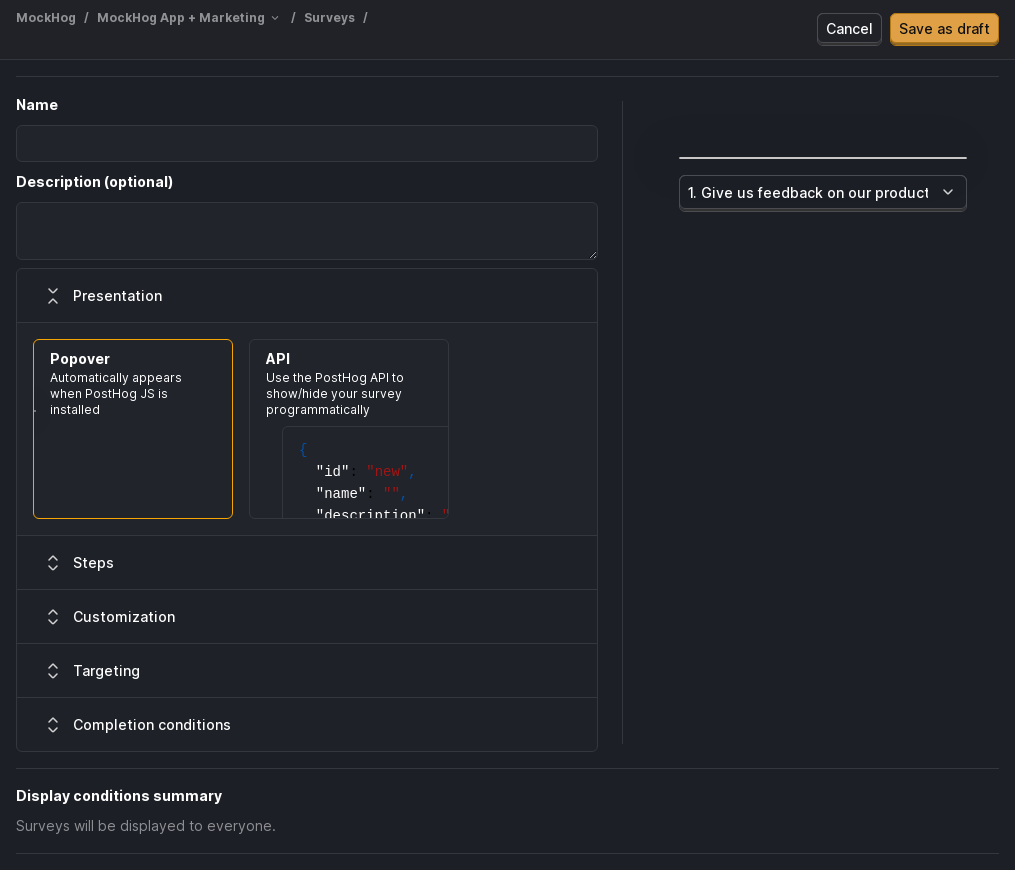 MockHog / MockHog App + Marketing / Surveys /
Cancel
Save as draft
Name
Description (optional)
1. Give us feedback on our product
Presentation
Popover
Automatically appears
when PostHog JS is
installed
API
Use the PostHog API to
show/hide your survey
programmatically
{
"id": "new",
"name": "",
"description": "
Steps
Customization
Targeting
Completion conditions
Display conditions summary
Surveys will be displayed to everyone.